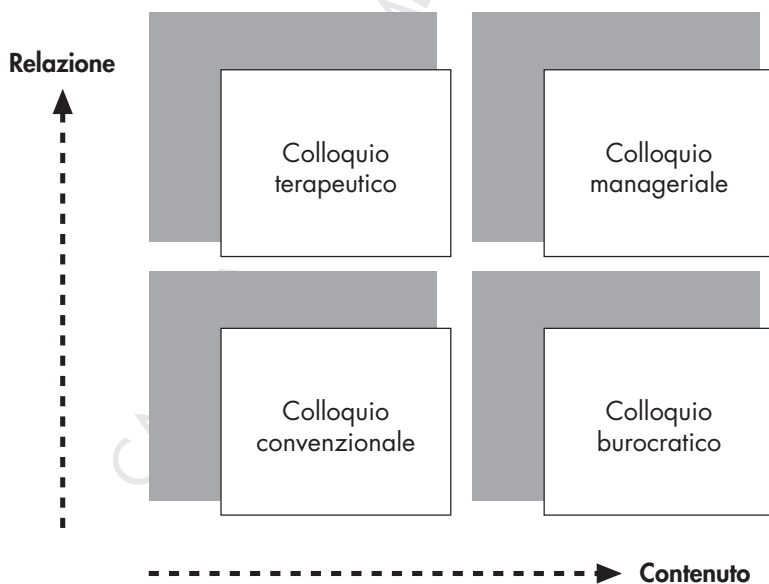 Relazione
Colloquio
terapeutico
Colloquio
manageriale
Colloquio
convenzionale
Colloquio
burocratico
Contenuto